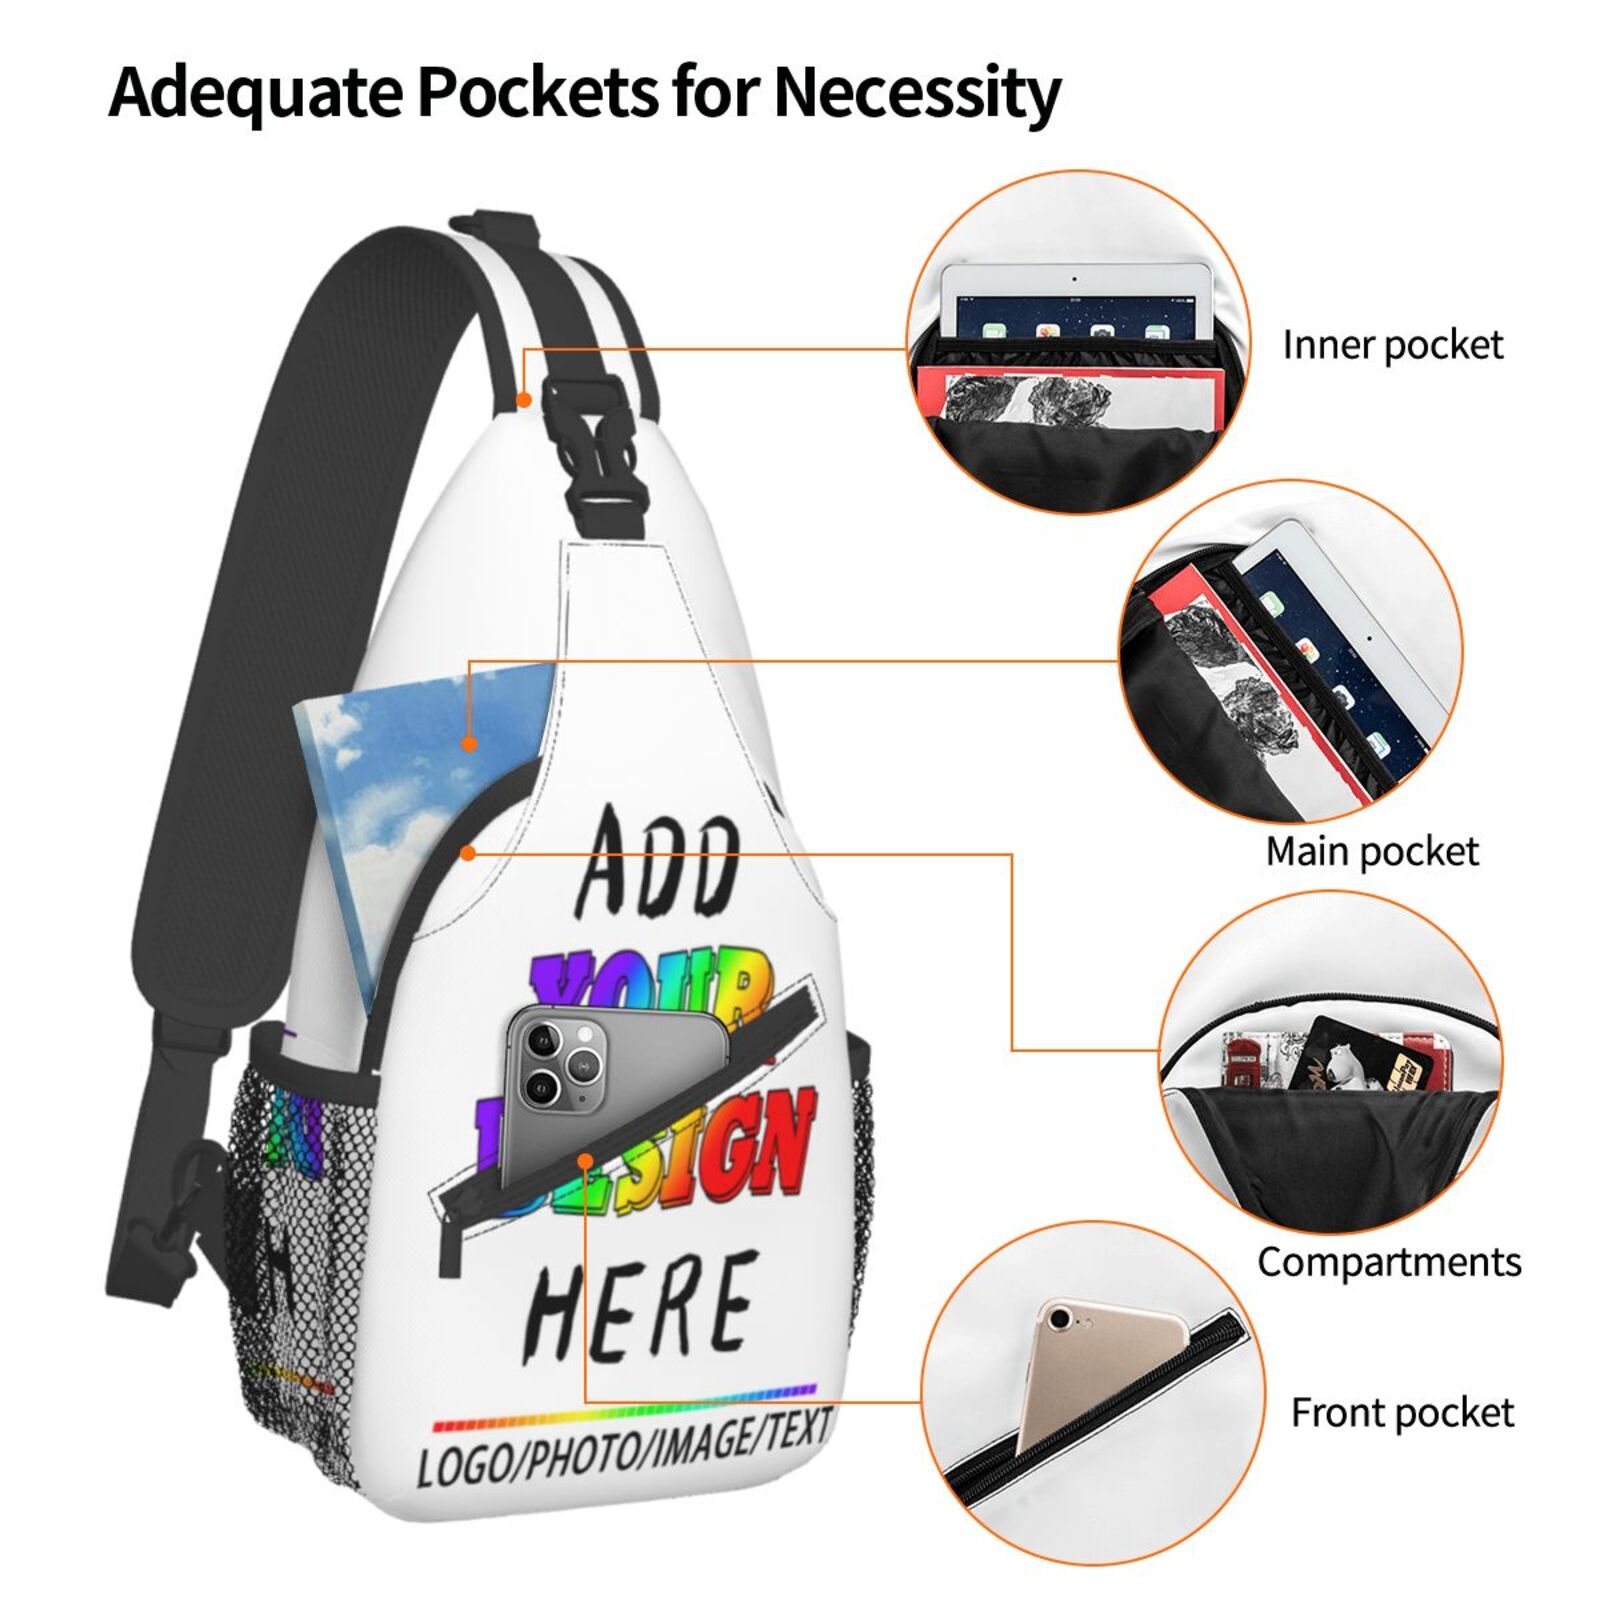 Adequate Pockets for Necessity
Inner pocket
Main pocket
ADD
YOUR
DESIGN
HERE
LOGO/PHOTO/IMAGE/TEXT
Compartments
Front pocket